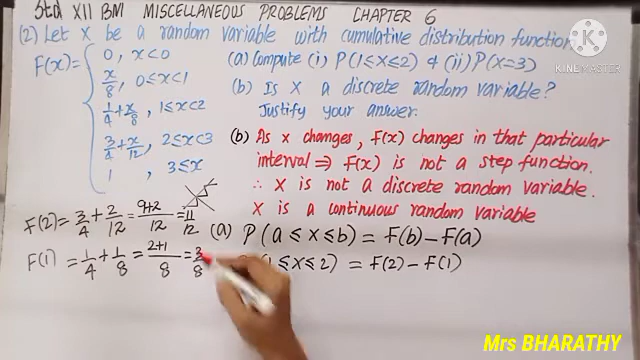 Std XII BM MISCELLANEOUS PROBLEMS CHAPTER 6
(2) Let X be a random variable with cumulative distribution function
F(x) = { 0, x<0
x/8, 0≤x<1
1/4 + x/8, 1≤x<2
3/4 + x/12, 2≤x<3
1, 3≤x
(a) Compute (i) P(1≤X≤2) & (ii) P(X=3)
(b) Is X a discrete random variable?
Justify your answer.
(b) As x changes, F(x) changes in that particular
interval ⇒ F(x) is not a step function.
∴ X is not a discrete random variable.
X is a continuous random variable
F(2) = 3/4 + 2/12 = 9+2/12 = 11/12
(a) P(a ≤ X ≤ b) = F(b) − F(a)
F(1) = 1/4 + 1/8 = 2+1/8 = 3/8
≤ X ≤ 2) = F(2) − F(1)
Made with
KINEMASTER
Mrs BHARATHY